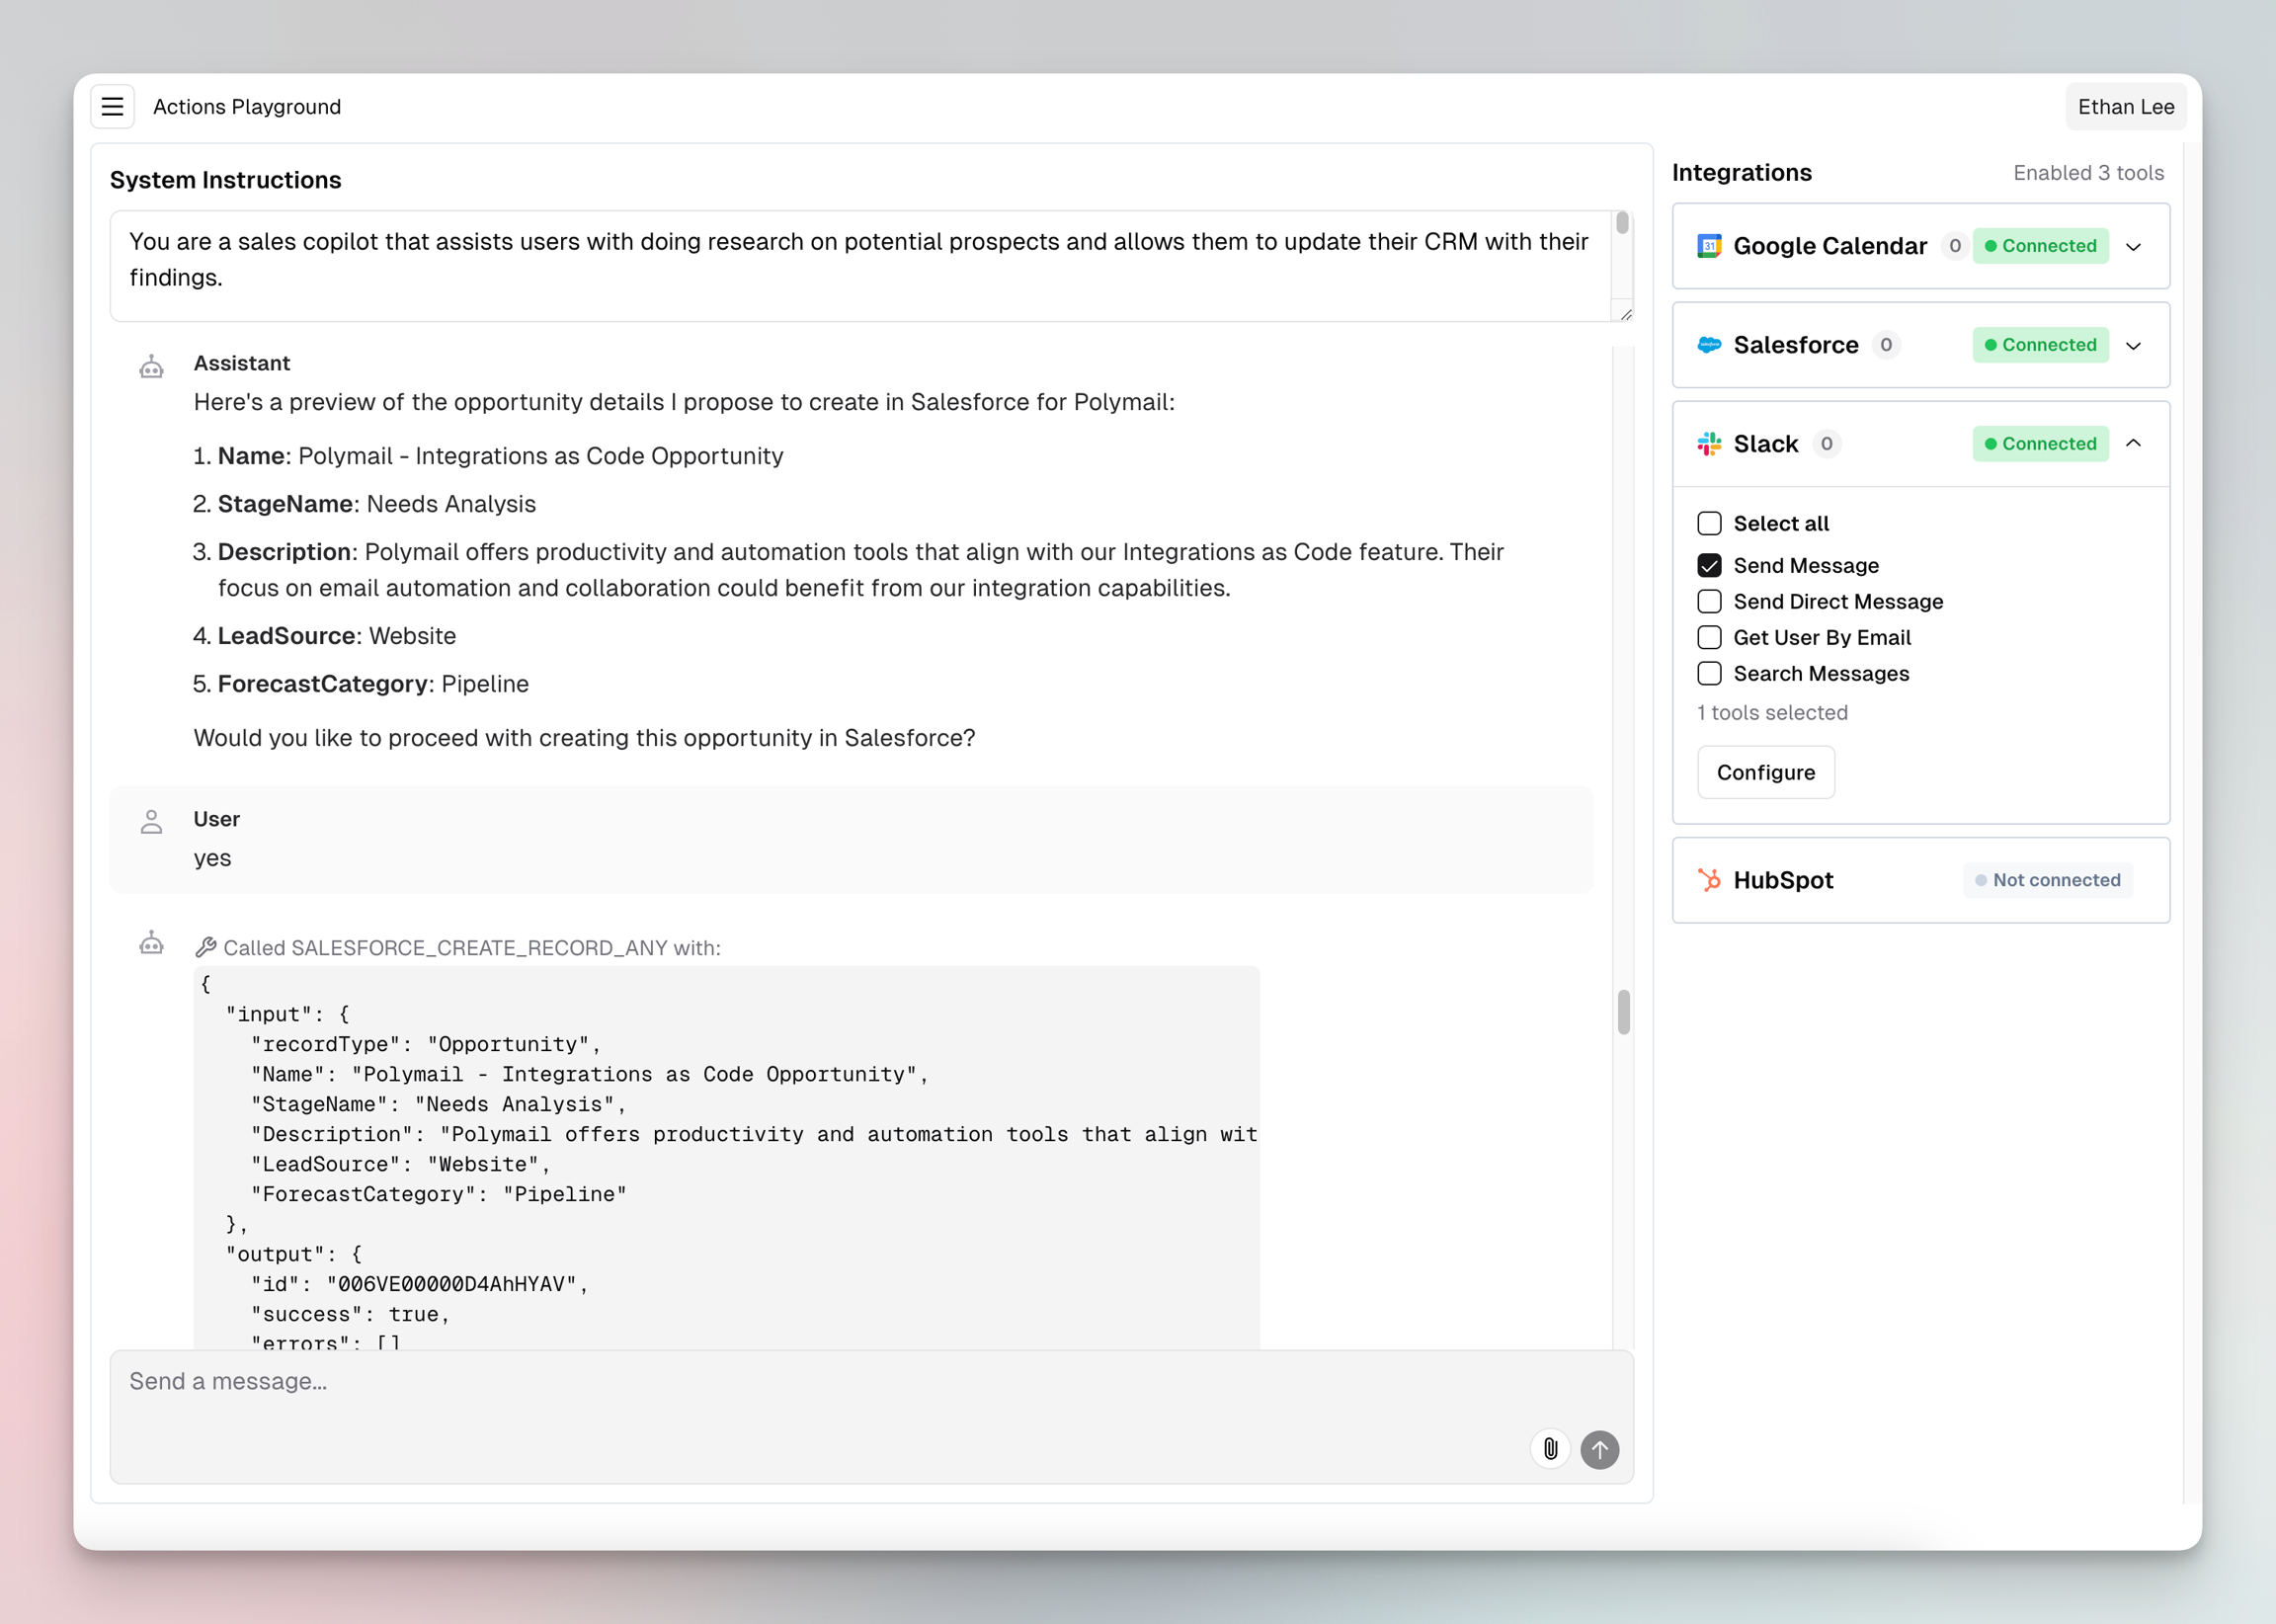 Actions Playground
Ethan Lee
System Instructions
You are a sales copilot that assists users with doing research on potential prospects and allows them to update their CRM with their
findings.
Assistant
Here's a preview of the opportunity details I propose to create in Salesforce for Polymail:
1. Name: Polymail - Integrations as Code Opportunity
2. StageName: Needs Analysis
3. Description: Polymail offers productivity and automation tools that align with our Integrations as Code feature. Their
focus on email automation and collaboration could benefit from our integration capabilities.
4. LeadSource: Website
5. ForecastCategory: Pipeline
Would you like to proceed with creating this opportunity in Salesforce?
User
yes
Called SALESFORCE_CREATE_RECORD_ANY with:
{
  "input": {
    "recordType": "Opportunity",
    "Name": "Polymail - Integrations as Code Opportunity",
    "StageName": "Needs Analysis",
    "Description": "Polymail offers productivity and automation tools that align wit
    "LeadSource": "Website",
    "ForecastCategory": "Pipeline"
  },
  "output": {
    "id": "006VE00000D4AhHYAV",
    "success": true,
    "errors": []
Send a message...
Integrations
Enabled 3 tools
31
Google Calendar 0 Connected
salesforce
Salesforce 0 Connected
Slack 0 Connected
Select all
Send Message
Send Direct Message
Get User By Email
Search Messages
1 tools selected
Configure
HubSpot Not connected